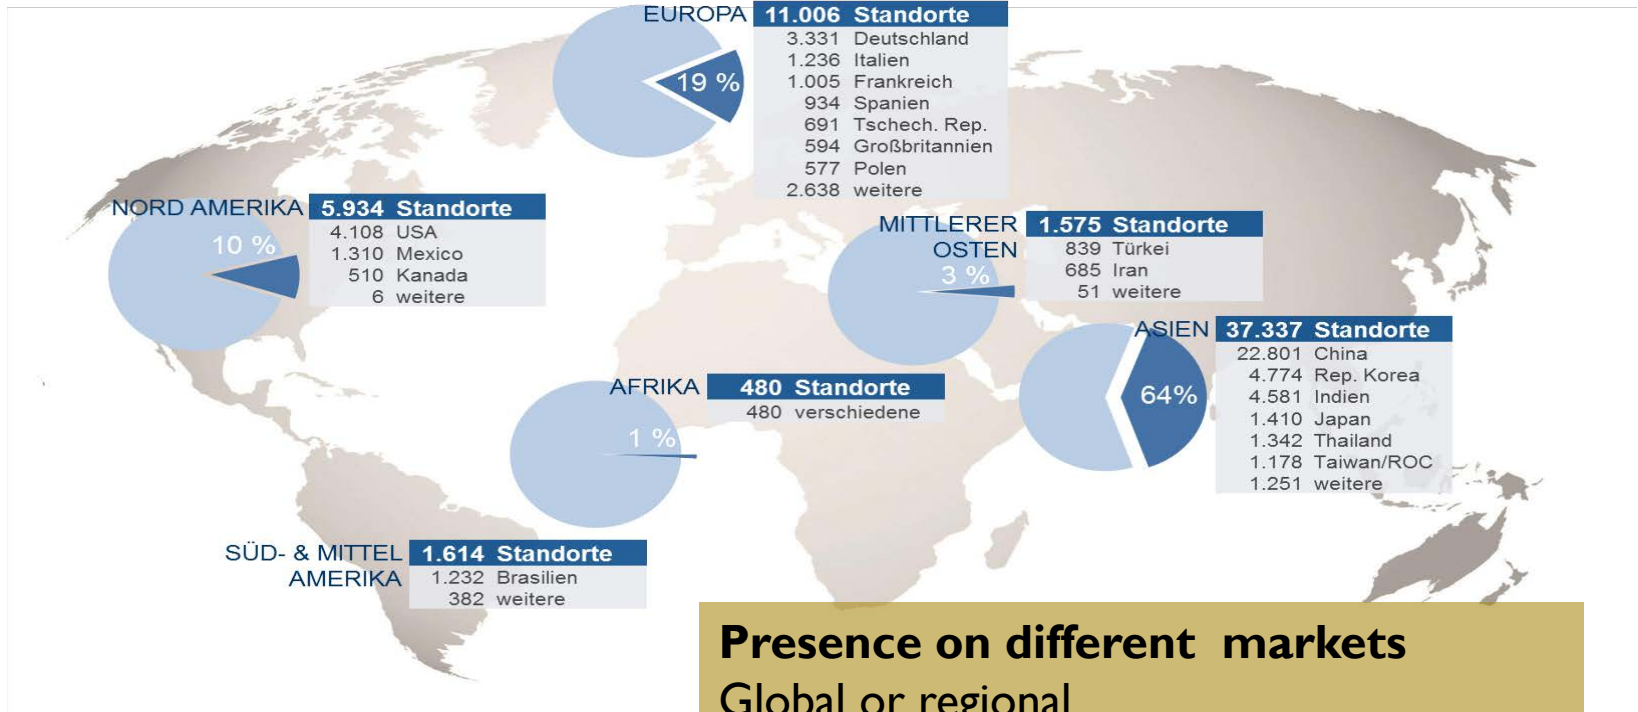 EUROPA
11.006 Standorte
3.331 Deutschland
1.236 Italien
1.005 Frankreich
934 Spanien
691 Tschech. Rep.
594 Großbritannien
577 Polen
2.638 weitere
19 %
NORD AMERIKA
5.934 Standorte
4.108 USA
1.310 Mexico
510 Kanada
6 weitere
10 %
MITTLERER
OSTEN
1.575 Standorte
839 Türkei
685 Iran
51 weitere
3 %
ASIEN
37.337 Standorte
22.801 China
4.774 Rep. Korea
4.581 Indien
1.410 Japan
1.342 Thailand
1.178 Taiwan/ROC
1.251 weitere
64%
AFRIKA
480 Standorte
480 verschiedene
1 %
SÜD- & MITTEL
AMERIKA
1.614 Standorte
1.232 Brasilien
382 weitere
Presence on different markets
Global or regional